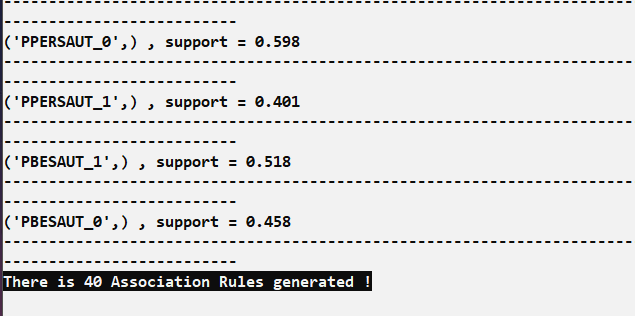 ----------------------------------------------------------------------
--------------------------
('PPERSAUT_0',) , support = 0.598
----------------------------------------------------------------------
--------------------------
('PPERSAUT_1',) , support = 0.401
----------------------------------------------------------------------
--------------------------
('PBESAUT_1',) , support = 0.518
----------------------------------------------------------------------
--------------------------
('PBESAUT_0',) , support = 0.458
----------------------------------------------------------------------
--------------------------
There is 40 Association Rules generated !